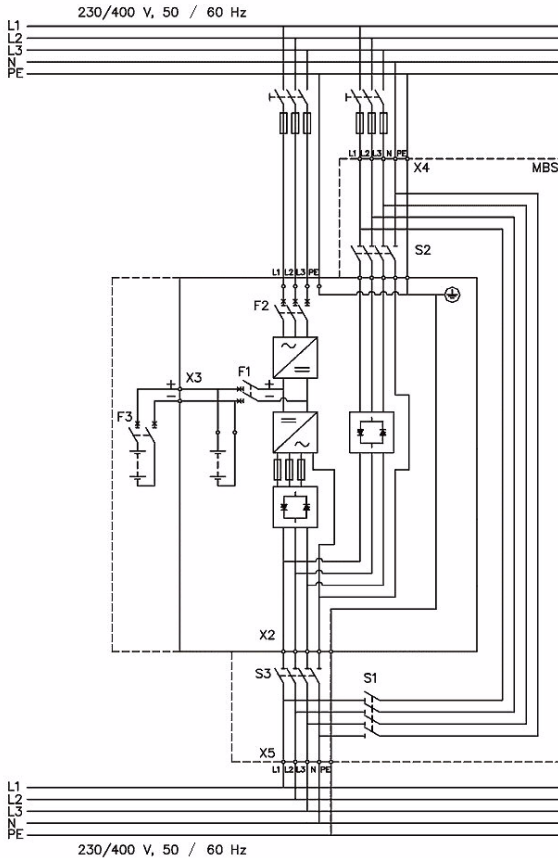 230/400 V, 50 / 60 Hz
L1
L2
L3
N
PE
L1 L2 L3 N PE
X4
MBS
S2
L1 L2 L3 PE
F2
F1
+
−
X3
+
−
F3
X2
S3
S1
X5
L1 L2 L3 N PE
L1
L2
L3
N
PE
230/400 V, 50 / 60 Hz